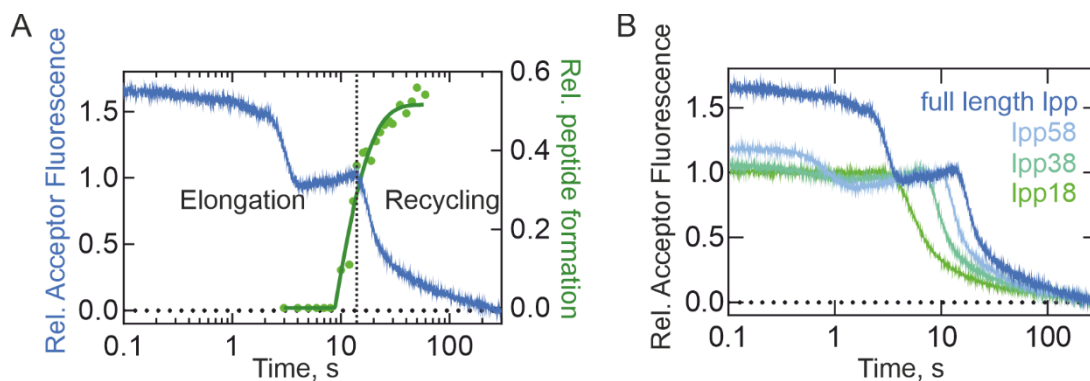 A
Rel. Acceptor Fluorescence
1.5
1.0
0.5
0.0
Elongation
Recycling
0.6
0.4
0.2
0.0
Rel. peptide formation
0.1
1
10
100
Time, s
B
Rel. Acceptor Fluorescence
1.5
1.0
0.5
0.0
full length lpp
lpp58
lpp38
lpp18
0.1
1
10
100
Time, s